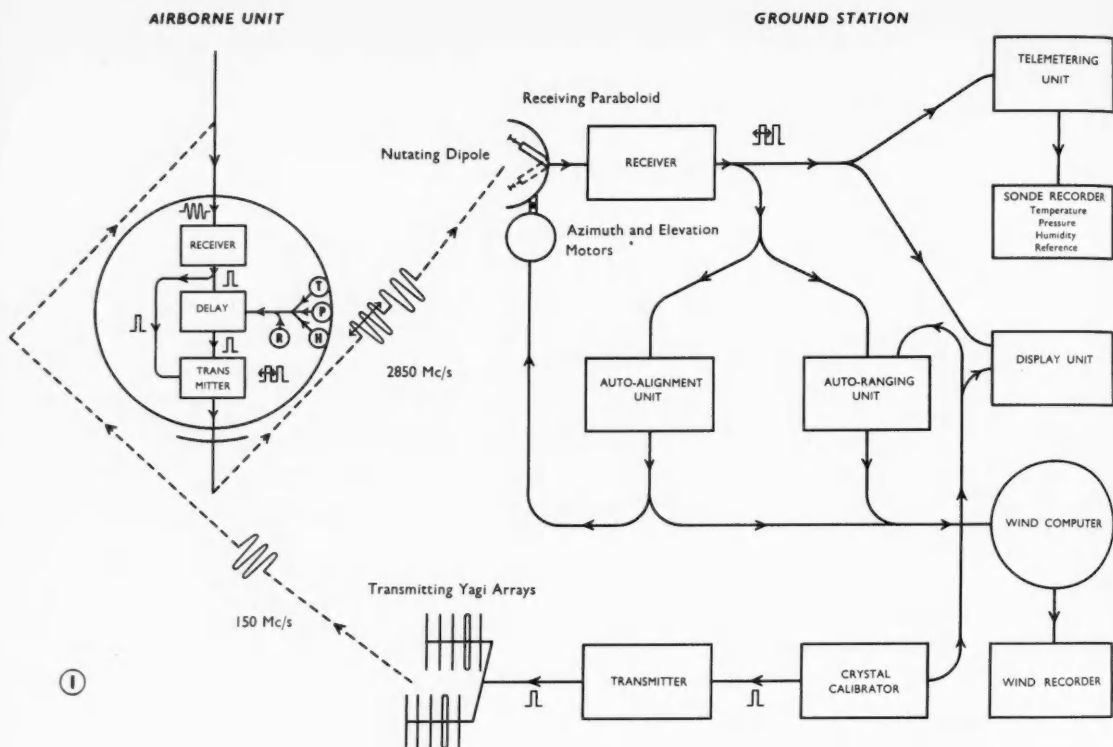 AIRBORNE UNIT
GROUND STATION
TELEMETERING
UNIT
Receiving Paraboloid
RECEIVER
Nutating Dipole
SONDE RECORDER
Temperature
Pressure
Humidity
Reference
Azimuth and Elevation
Motors
RECEIVER
T
DELAY
P
R
H
TRANS
MITTER
2850 Mc/s
AUTO-ALIGNMENT
UNIT
AUTO-RANGING
UNIT
DISPLAY UNIT
WIND COMPUTER
Transmitting Yagi Arrays
150 Mc/s
TRANSMITTER
CRYSTAL
CALIBRATOR
WIND RECORDER
1